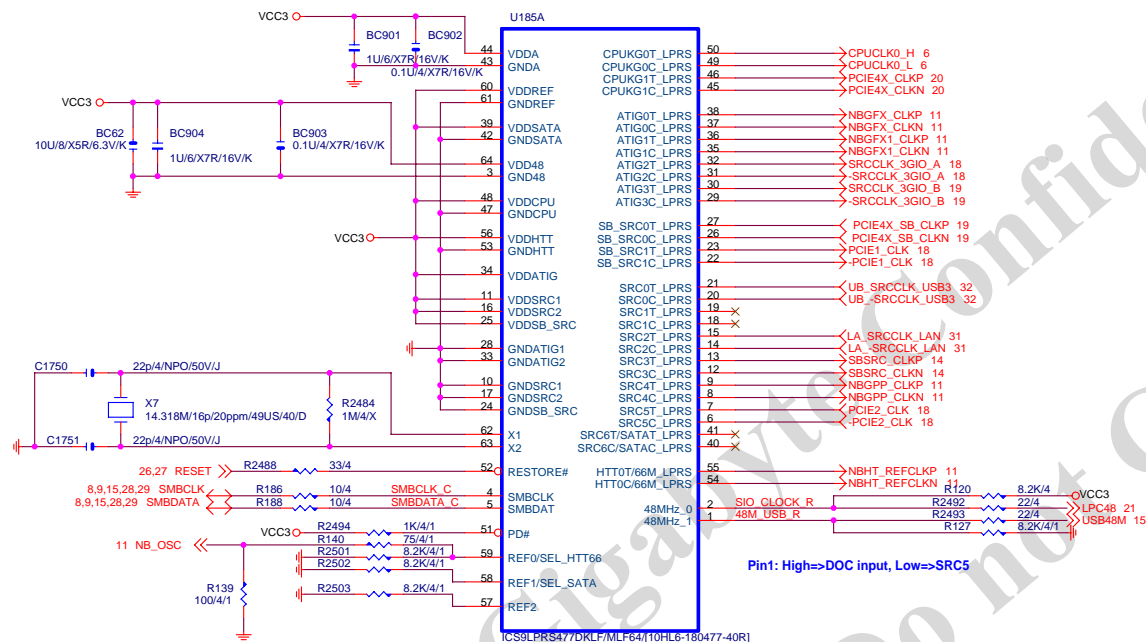 U185A
VCC3
BC901
1U/6/X7R/16V/K
BC902
0.1U/4/X7R/16V/K
VCC3
BC62
10U/8/X5R/6.3V/K
BC904
1U/6/X7R/16V/K
BC903
0.1U/4/X7R/16V/K
VCC3
C1750
22p/4/NPO/50V/J
X7
14.318M/16p/20ppm/49US/40/D
R2484
1M/4/X
C1751
22p/4/NPO/50V/J
26,27 RESET
R2488
33/4
8,9,15,28,29 SMBCLK
R186
10/4
SMBCLK_C
8,9,15,28,29 SMBDATA
R188
10/4
SMBDATA_C
VCC3
R2494
1K/4/1
11 NB_OSC
R140
75/4/1
R2501
8.2K/4/1
R2502
8.2K/4/1
R139
100/4/1
R2503
8.2K/4/1
44 VDDA
43 GNDA
60 VDDREF
61 GNDREF
39 VDDSATA
42 GNDSATA
64 VDD48
3 GND48
48 VDDCPU
47 GNDCPU
56 VDDHTT
53 GNDHTT
34 VDDATIG
11 VDDSRC1
16 VDDSRC2
25 VDDSB_SRC
28 GNDATIG1
33 GNDATIG2
10 GNDSRC1
17 GNDSRC2
24 GNDSB_SRC
62 X1
63 X2
52 RESTORE#
4 SMBCLK
5 SMBDAT
51 PD#
59 REF0/SEL_HTT66
58 REF1/SEL_SATA
57 REF2
CPUKG0T_LPRS 50 CPUCLK0_H 6
CPUKG0C_LPRS 49 CPUCLK0_L 6
CPUKG1T_LPRS 46 PCIE4X_CLKP 20
CPUKG1C_LPRS 45 PCIE4X_CLKN 20
ATIG0T_LPRS 38 NBGFX_CLKP 11
ATIG0C_LPRS 37 NBGFX_CLKN 11
ATIG1T_LPRS 36 NBGFX1_CLKP 11
ATIG1C_LPRS 35 NBGFX1_CLKN 11
ATIG2T_LPRS 32 SRCCLK_3GIO_A 18
ATIG2C_LPRS 31 -SRCCLK_3GIO_A 18
ATIG3T_LPRS 30 SRCCLK_3GIO_B 19
ATIG3C_LPRS 29 -SRCCLK_3GIO_B 19
SB_SRC0T_LPRS 27 PCIE4X_SB_CLKP 19
SB_SRC0C_LPRS 26 PCIE4X_SB_CLKN 19
SB_SRC1T_LPRS 23 PCIE1_CLK 18
SB_SRC1C_LPRS 22 -PCIE1_CLK 18
SRC0T_LPRS 21 UB_SRCCLK_USB3 32
SRC0C_LPRS 20 UB_-SRCCLK_USB3 32
SRC1T_LPRS 19
SRC1C_LPRS 18
SRC2T_LPRS 15 LA_SRCCLK_LAN 31
SRC2C_LPRS 14 LA_-SRCCLK_LAN 31
SRC3T_LPRS 13 SBSRC_CLKP 14
SRC3C_LPRS 12 SBSRC_CLKN 14
SRC4T_LPRS 9 NBGPP_CLKP 11
SRC4C_LPRS 8 NBGPP_CLKN 11
SRC5T_LPRS 7 PCIE2_CLK 18
SRC5C_LPRS 6 -PCIE2_CLK 18
SRC6T/SATAT_LPRS 41
SRC6C/SATAC_LPRS 40
HTT0T/66M_LPRS 55 NBHT_REFCLKP 11
HTT0C/66M_LPRS 54 NBHT_REFCLKN 11
R120 8.2K/4 VCC3
48MHz_0 2 SIO_CLOCK_R R2492 22/4 LPC48 21
48MHz_1 1 48M_USB_R R2493 22/4 USB48M 15
R127 8.2K/4/1
Pin1: High=>DOC input, Low=>SRC5
ICS9LPRS477DKLF/MLF64/[10HL6-180477-40R]
Gigabyte Confide
Do not C